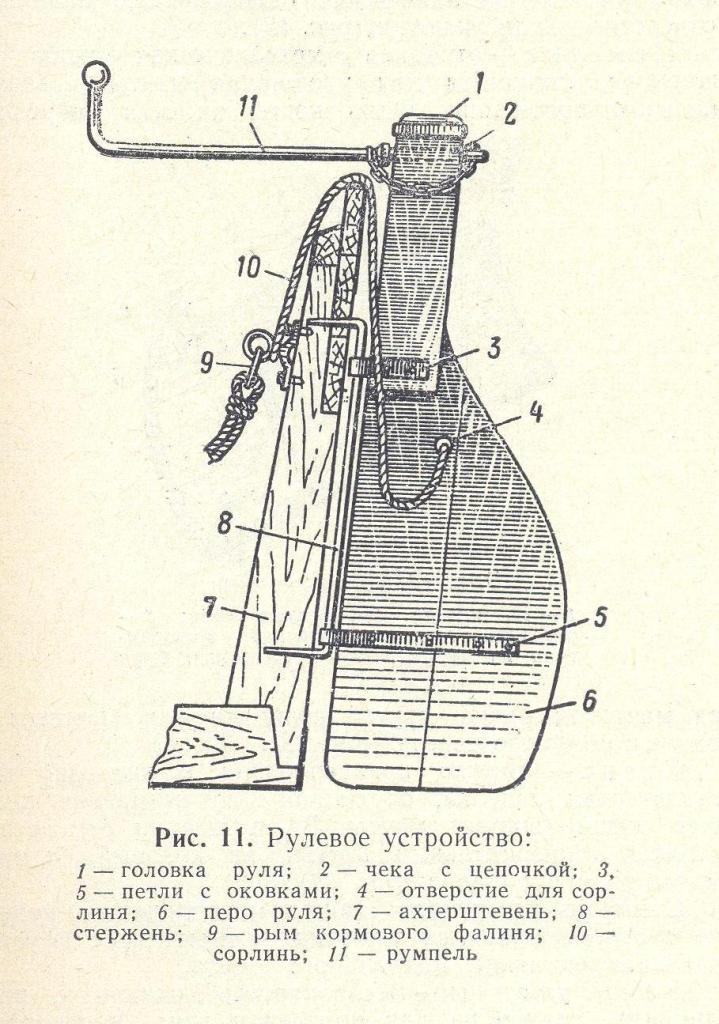 11
1
2
10
3
9
4
8
7
5
6
Рис. 11. Рулевое устройство:
1 — головка руля; 2 — чека с цепочкой; 3,
5 — петли с оковками; 4 — отверстие для сор-
линя; 6 — перо руля; 7 — ахтерштевень; 8 —
стержень; 9 — рым кормового фалиня; 10 —
сорлинь; 11 — румпель